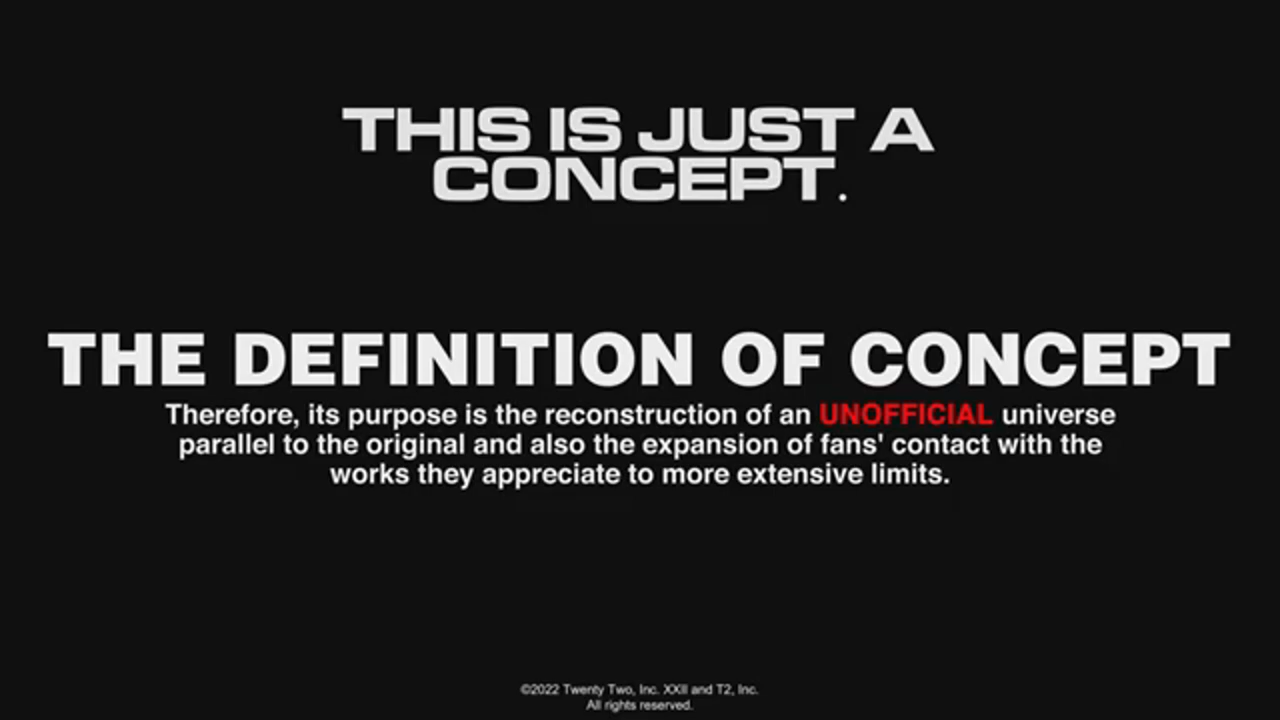 THIS IS JUST A
CONCEPT.
THE DEFINITION OF CONCEPT
Therefore, its purpose is the reconstruction of an UNOFFICIAL universe
parallel to the original and also the expansion of fans' contact with the
works they appreciate to more extensive limits.
©2022 Twenty Two, Inc. XXII and T2, Inc.
All rights reserved.